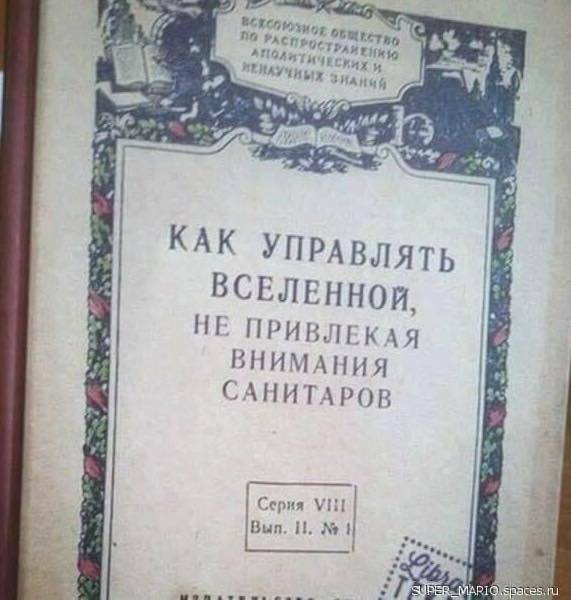 ВСЕСОЮЗНОЕ ОБЩЕСТВО
ПО РАСПРОСТРАНЕНИЮ
АПОЛИТИЧЕСКИХ И
НЕНАУЧНЫХ ЗНАНИЙ
КАК УПРАВЛЯТЬ
ВСЕЛЕННОЙ,
НЕ ПРИВЛЕКАЯ
ВНИМАНИЯ
САНИТАРОВ
Серия VIII
Вып. II. № 1
SUPER_MARIO.spaces.ru